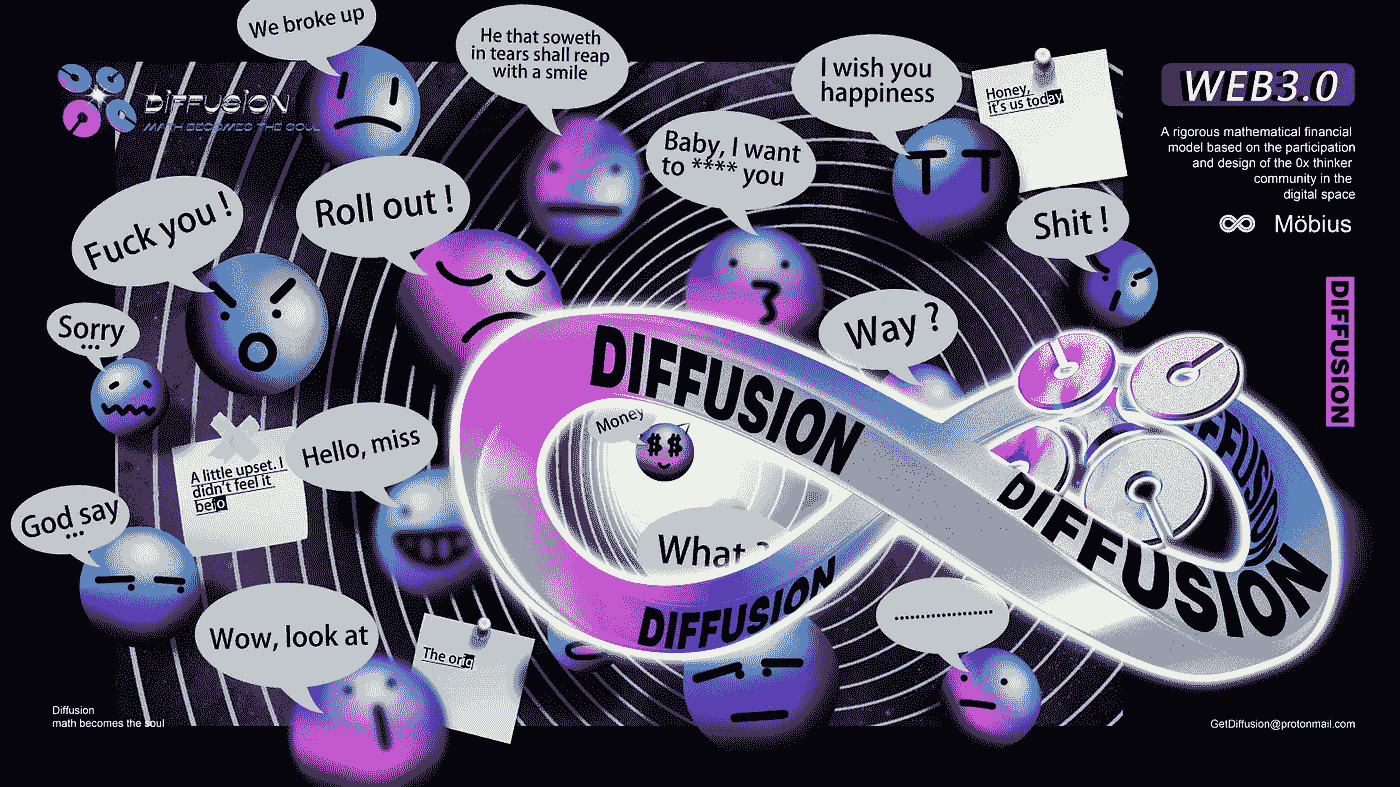 We broke up
He that soweth
in tears shall reap
with a smile
I wish you
happiness
Honey,
it's us today
WEB3.0
DIFFUSION
MATH BECOMES THE SOUL
A rigorous mathematical financial
model based on the participation
and design of the 0x thinker
community in the
digital space
Möbius
Baby, I want
to **** you
Fuck you !
Roll out !
Shit !
DIFFUSION
Sorry
...
Way ?
DIFFUSION
Money
A little upset. I
didn't feel it
befo
Hello, miss
DIFFUSION
DIFFUSION
God say
...
What ?
DIFFUSION
Wow, look at
The orig
....................
Diffusion
math becomes the soul
GetDiffusion@protonmail.com